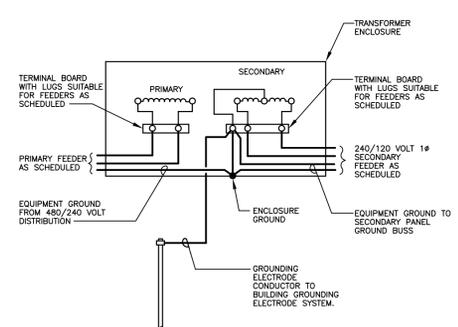 TRANSFORMER
ENCLOSURE
SECONDARY
PRIMARY
TERMINAL BOARD
WITH LUGS SUITABLE
FOR FEEDERS AS
SCHEDULED
TERMINAL BOARD
WITH LUGS SUITABLE
FOR FEEDERS AS
SCHEDULED
PRIMARY FEEDER
AS SCHEDULED
240/120 VOLT 1ϕ
SECONDARY
FEEDER AS
SCHEDULED
EQUIPMENT GROUND
FROM 480/240 VOLT
DISTRIBUTION
ENCLOSURE
GROUND
EQUIPMENT GROUND TO
SECONDARY PANEL
GROUND BUSS
GROUNDING
ELECTRODE
CONDUCTOR TO
BUILDING GROUNDING
ELECTRODE SYSTEM.